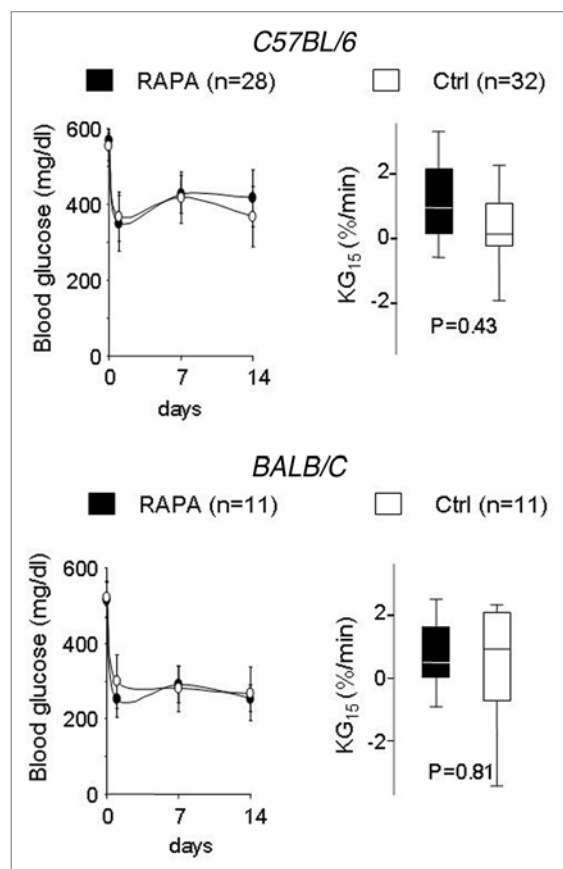 C57BL/6
RAPA (n=28) Ctrl (n=32)
Blood glucose (mg/dl)
600
400
200
0
0 7 14
days
KG15 (%/min)
2
0
-2
P=0.43
BALB/C
RAPA (n=11) Ctrl (n=11)
Blood glucose (mg/dl)
600
400
200
0
0 7 14
days
KG15 (%/min)
2
0
-2
P=0.81